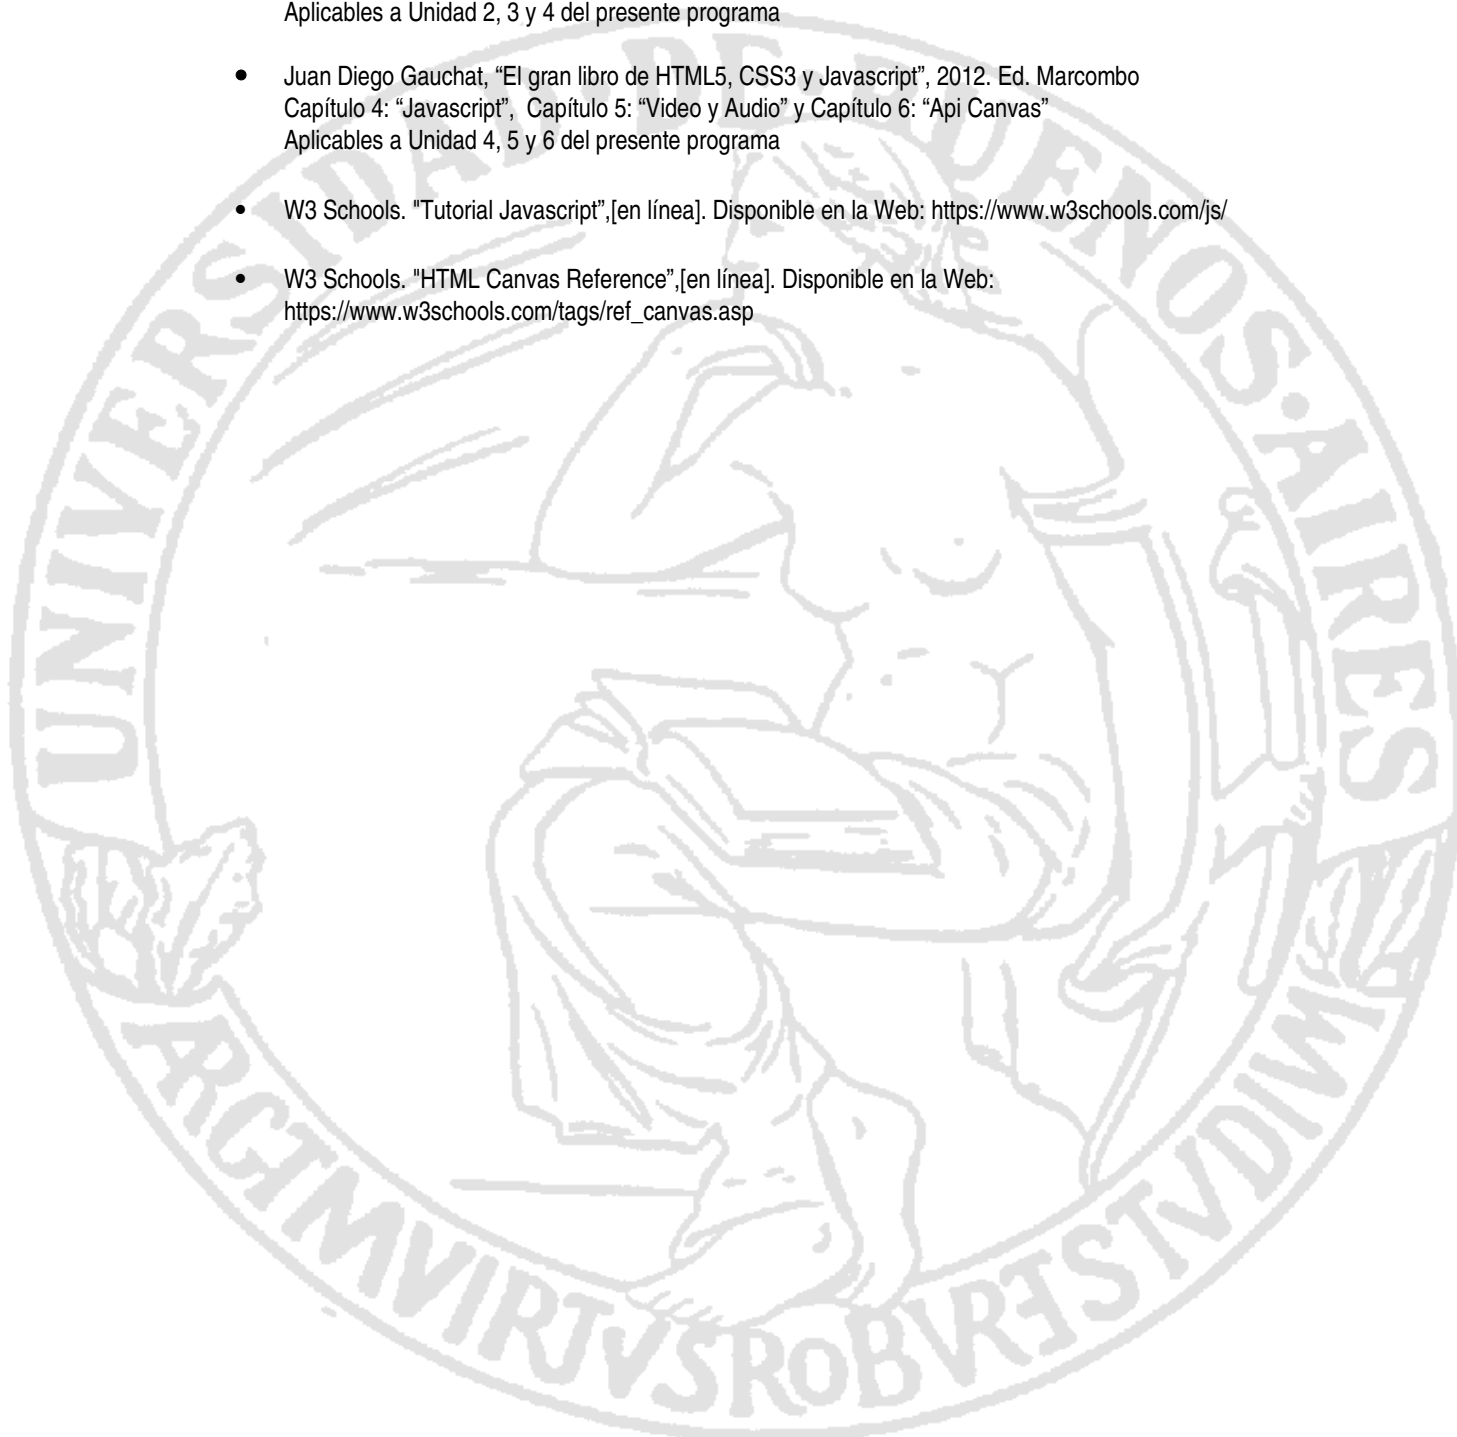 Aplicables a Unidad 2, 3 y 4 del presente programa
• Juan Diego Gauchat, “El gran libro de HTML5, CSS3 y Javascript”, 2012. Ed. Marcombo
Capítulo 4: “Javascript”, Capítulo 5: “Video y Audio” y Capítulo 6: “Api Canvas”
Aplicables a Unidad 4, 5 y 6 del presente programa
• W3 Schools. "Tutorial Javascript”,[en línea]. Disponible en la Web: https://www.w3schools.com/js/
• W3 Schools. "HTML Canvas Reference”,[en línea]. Disponible en la Web:
https://www.w3schools.com/tags/ref_canvas.asp
UNIVERSIDAD·DE·BUENOS·AIRES
ARGTMVIRTVSROBVRESTVDIVM